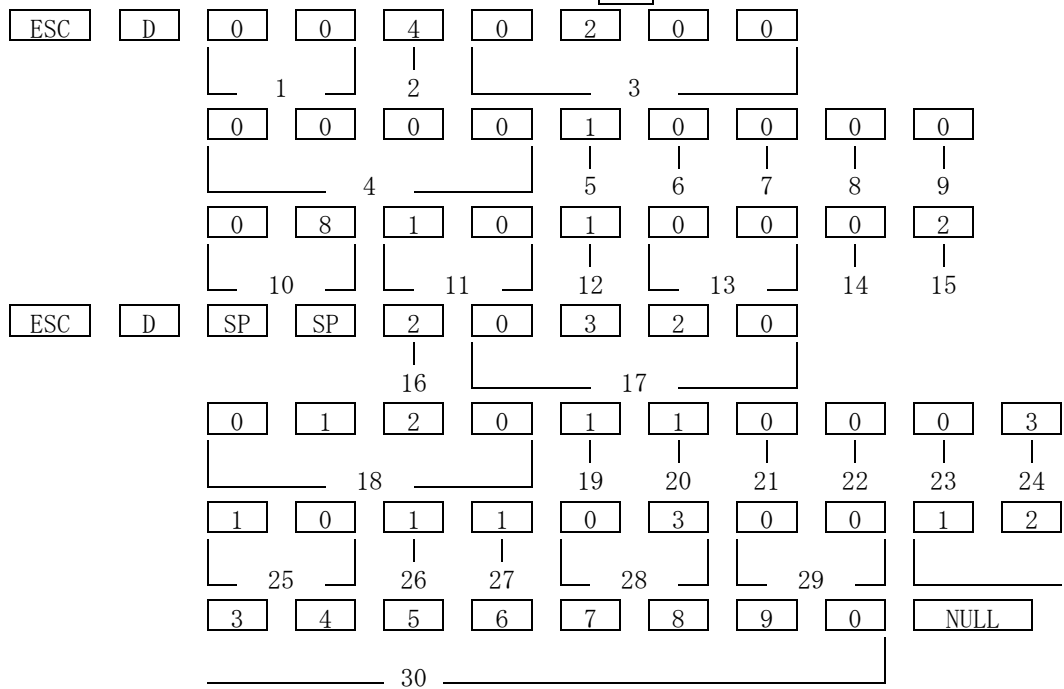 ESC D 0 0 4 0 2 0 0
1 2 3
0 0 0 0 1 0 0 0 0
4 5 6 7 8 9
0 8 1 0 1 0 0 0 2
10 11 12 13 14 15
ESC D SP SP 2 0 3 2 0
16 17
0 1 2 0 1 1 0 0 0 3
18 19 20 21 22 23 24
1 0 1 1 0 3 0 0 1 2
25 26 27 28 29
3 4 5 6 7 8 9 0 NULL
30